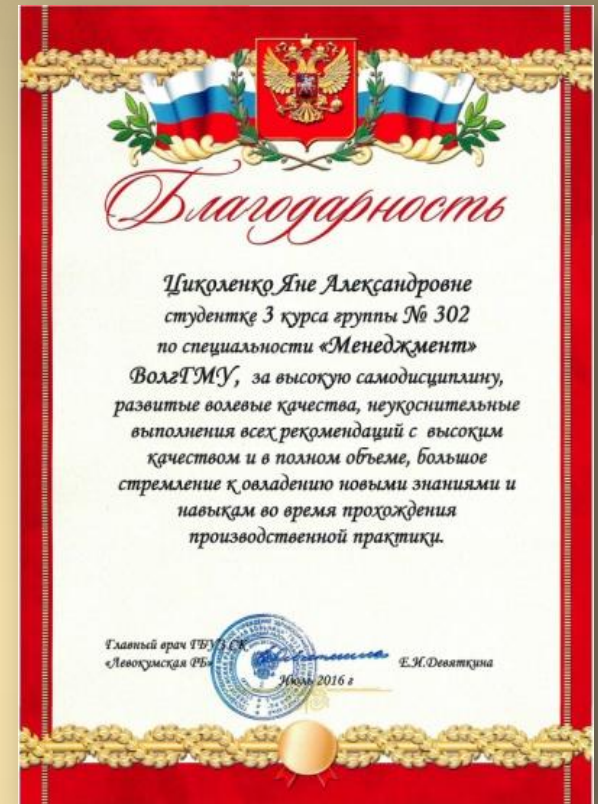 Благодарность
Циколенко Яне Александровне
студентке 3 курса группы № 302
по специальности «Менеджмент»
ВолгГМУ, за высокую самодисциплину,
развитые волевые качества, неукоснительные
выполнения всех рекомендаций с высоким
качеством и в полном объеме, большое
стремление к овладению новыми знаниями и
навыкам во время прохождения
производственной практики.
Главный врач ГБУЗ СК
«Левокумская РБ»
Е.И.Девяткина
Июль 2016 г